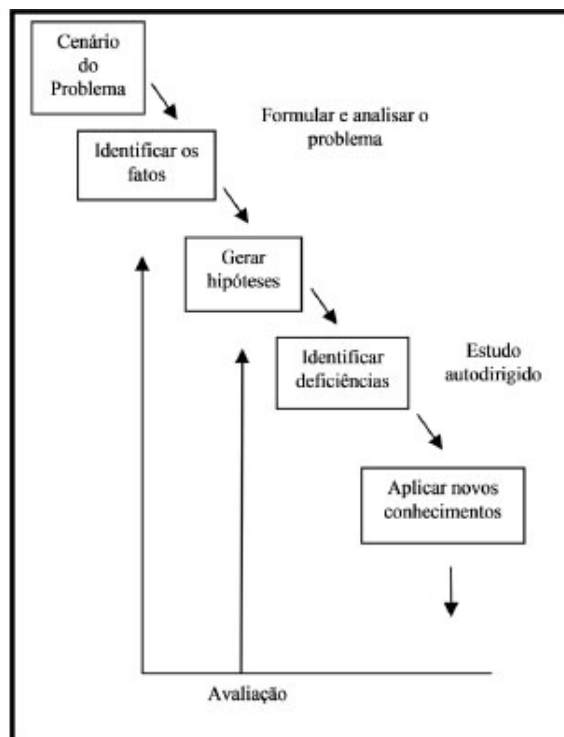 Cenário
do
Problema
Formular e analisar o
problema
Identificar os
fatos
Gerar
hipóteses
Identificar
deficiências
Estudo
autodirigido
Aplicar novos
conhecimentos
Avaliação